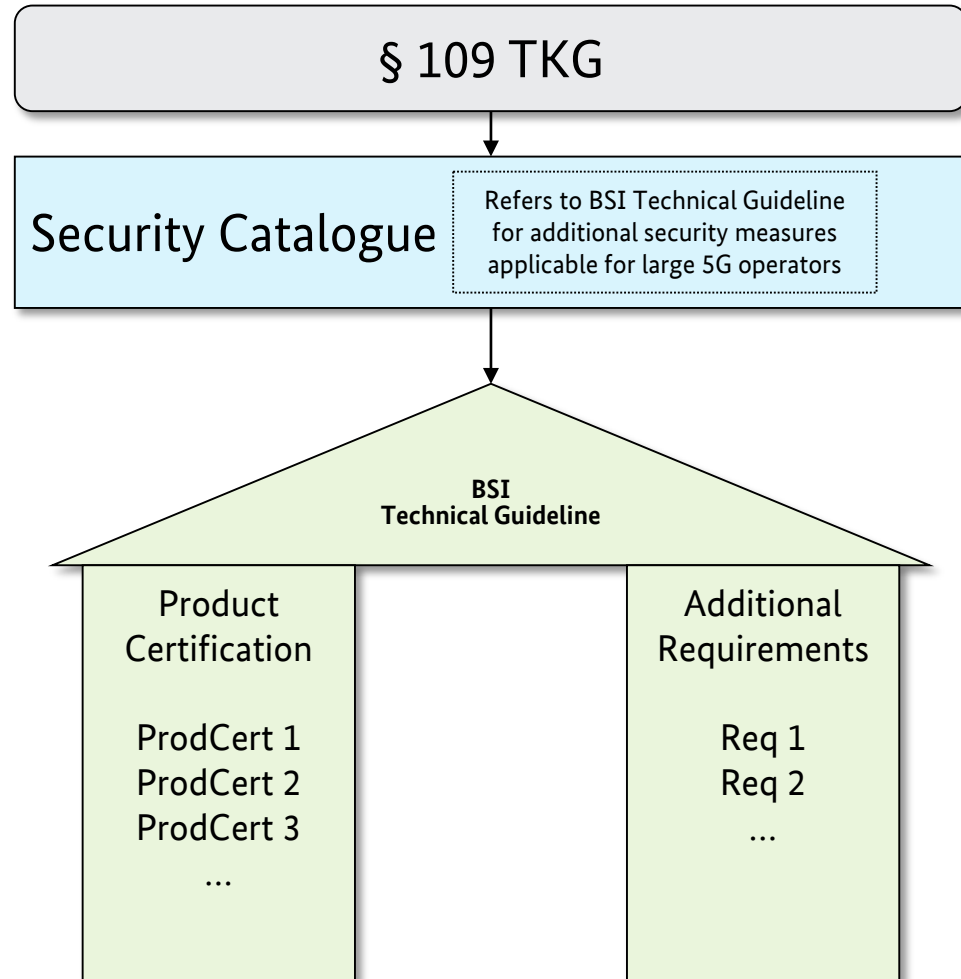 § 109 TKG
Security Catalogue
Refers to BSI Technical Guideline
for additional security measures
applicable for large 5G operators
BSI
Technical Guideline
Product
Certification
ProdCert 1
ProdCert 2
ProdCert 3
...
Additional
Requirements
Req 1
Req 2
...